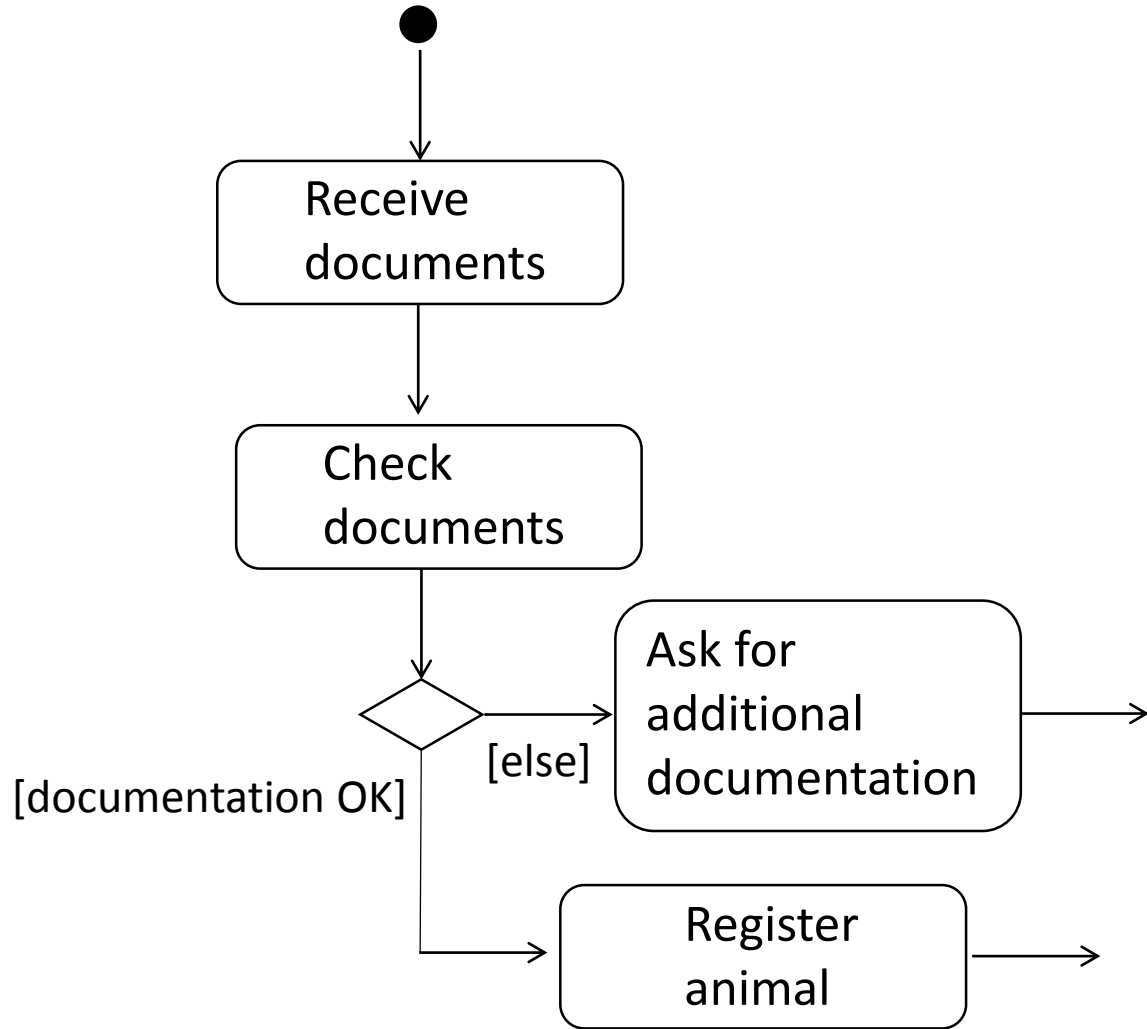 Receive
documents
Check
documents
Ask for
additional
documentation
[else]
[documentation OK]
Register
animal